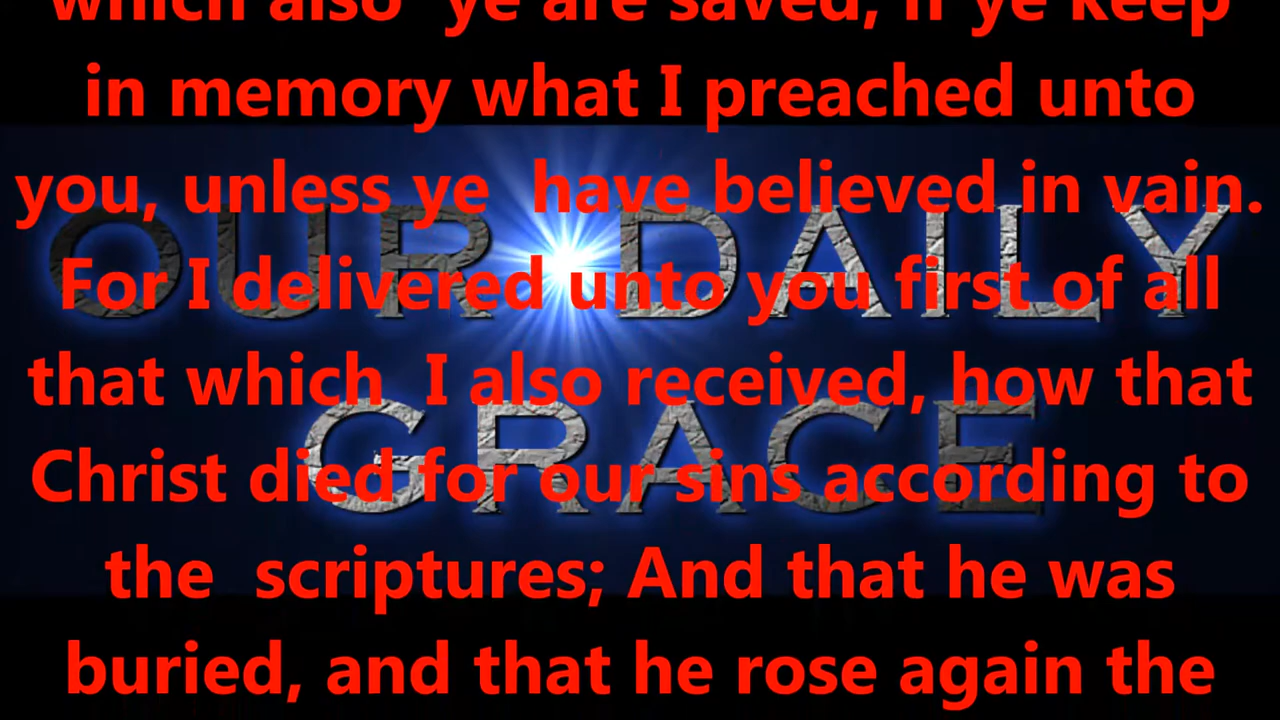 which also ye are saved, if ye keep
in memory what I preached unto
you, unless ye have believed in vain.
For I delivered unto you first of all
that which I also received, how that
Christ died for our sins according to
the scriptures; And that he was
buried, and that he rose again the
OUR DAILY
GRACE